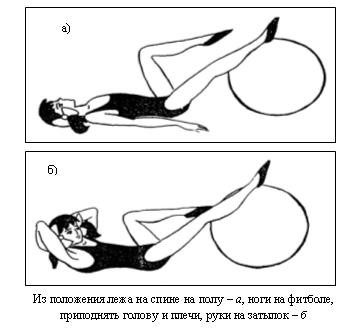 а)
б)
Из положения лежа на спине на полу – а, ноги на фитболе,
приподнять голову и плечи, руки на затылок – б